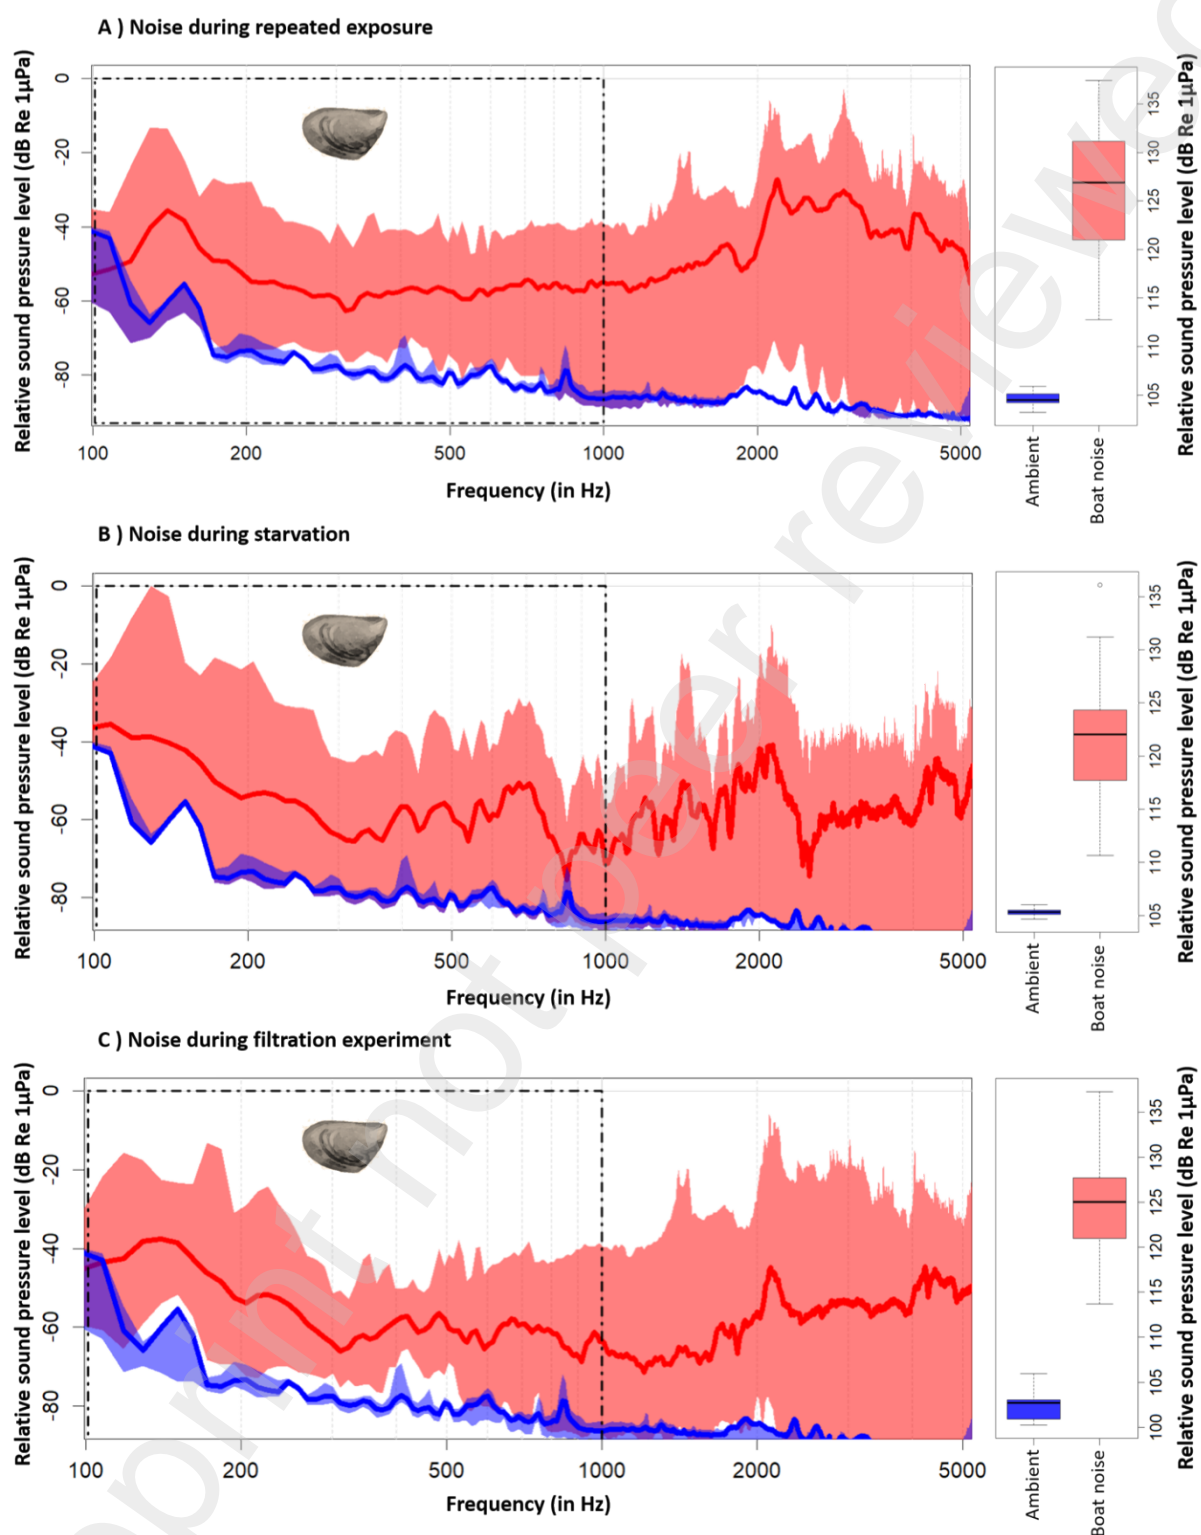 A ) Noise during repeated exposure
Relative sound pressure level (dB Re 1µPa)
0
-20
-40
-60
-80
100 200 500 1000 2000 5000
Frequency (in Hz)
135
130
125
120
115
110
105
Relative sound pressure level (dB Re 1µPa)
Ambient
Boat noise
B ) Noise during starvation
Relative sound pressure level (dB Re 1µPa)
0
-20
-40
-60
-80
100 200 500 1000 2000 5000
Frequency (in Hz)
135
130
125
120
115
110
105
Relative sound pressure level (dB Re 1µPa)
Ambient
Boat noise
C ) Noise during filtration experiment
Relative sound pressure level (dB Re 1µPa)
0
-20
-40
-60
-80
100 200 500 1000 2000 5000
Frequency (in Hz)
135
130
125
120
115
110
105
100
Relative sound pressure level (dB Re 1µPa)
Ambient
Boat noise
not peer reviewed